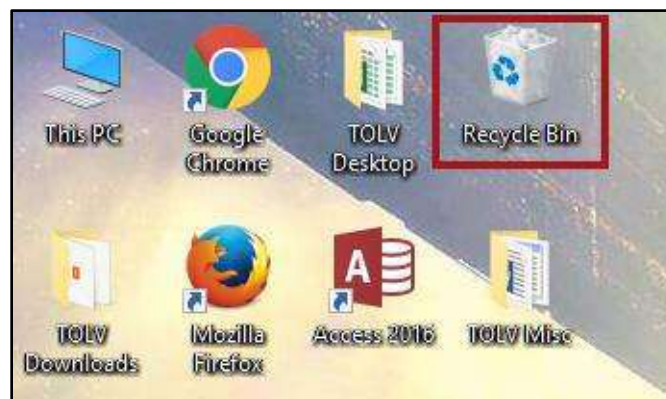 This PC
Google
Chrome
TOLV
Desktop
Recycle Bin
TOLV
Downloads
Mozilla
Firefox
A
Access 2016
TOLV Misc